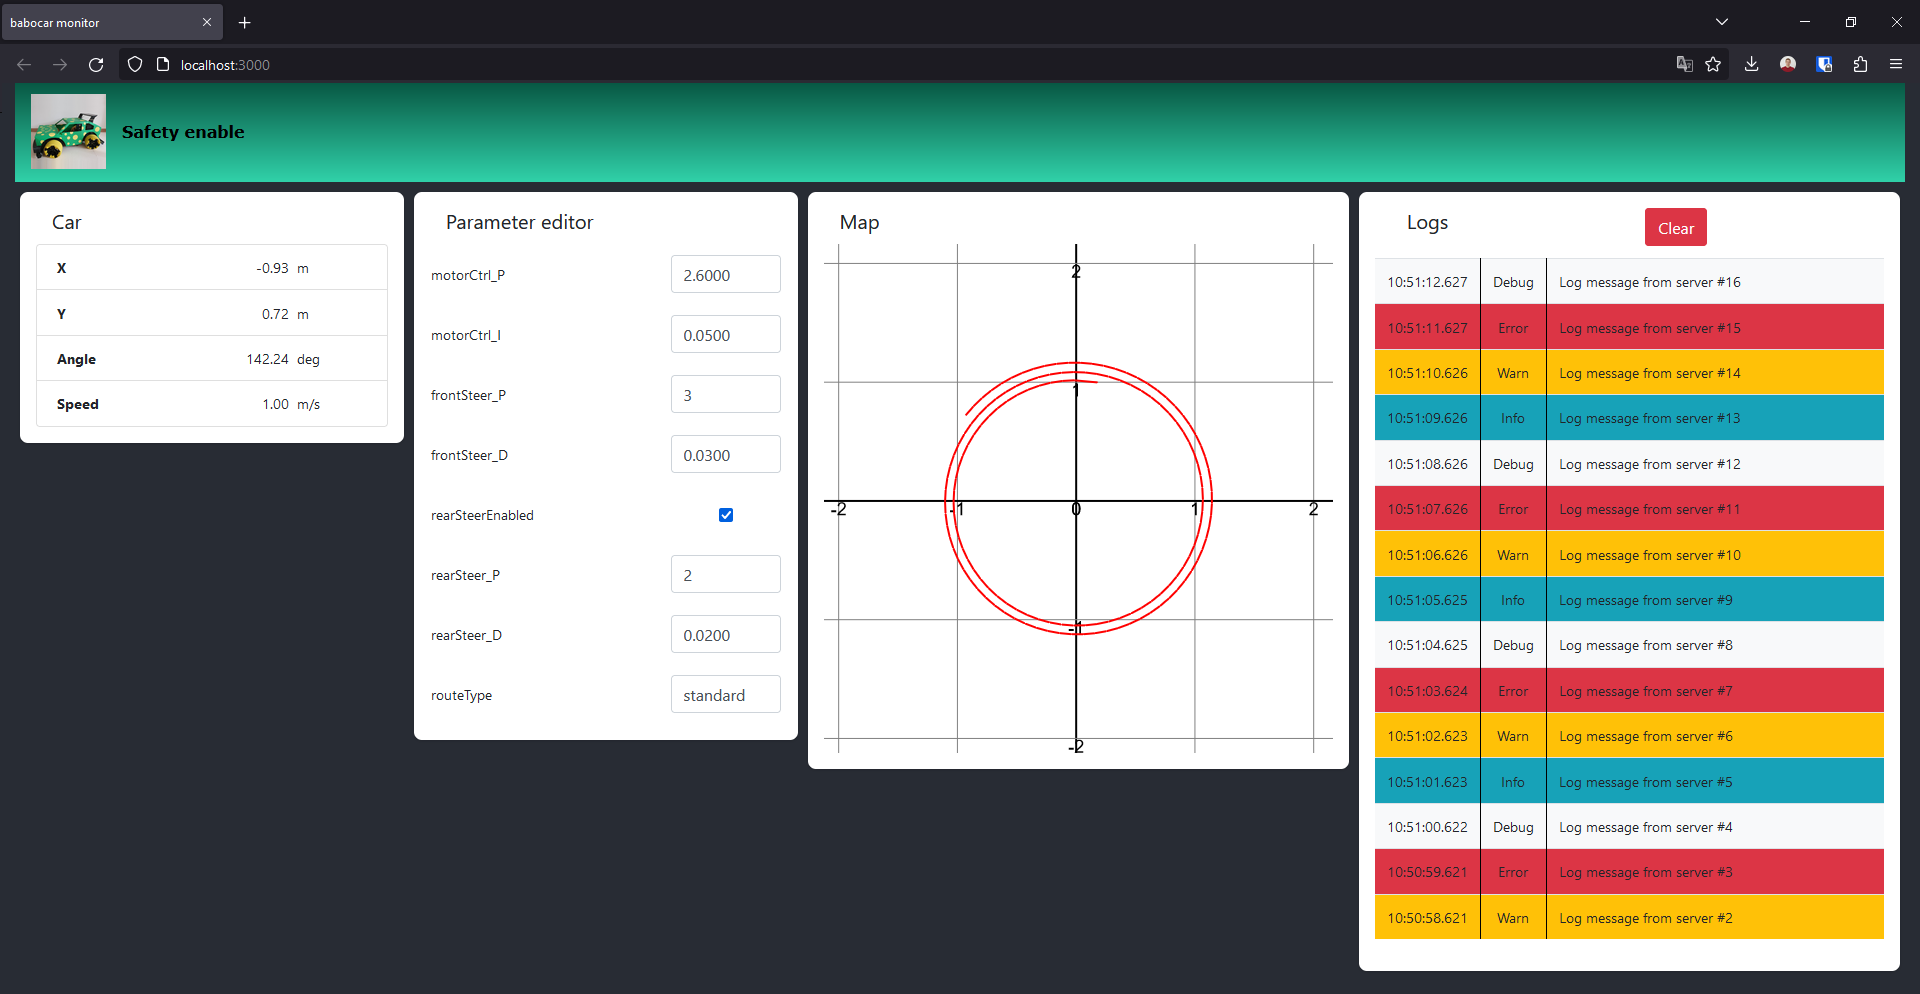 babocar monitor
localhost:3000
Safety enable
Car
X -0.93 m
Y 0.72 m
Angle 142.24 deg
Speed 1.00 m/s
Parameter editor
motorCtrl_P 2.6000
motorCtrl_I 0.0500
frontSteer_P 3
frontSteer_D 0.0300
rearSteerEnabled
rearSteer_P 2
rearSteer_D 0.0200
routeType standard
Map
2
1
-2 -1 0 1 2
-1
-2
Logs Clear
10:51:12.627 Debug Log message from server #16
10:51:11.627 Error Log message from server #15
10:51:10.626 Warn Log message from server #14
10:51:09.626 Info Log message from server #13
10:51:08.626 Debug Log message from server #12
10:51:07.626 Error Log message from server #11
10:51:06.626 Warn Log message from server #10
10:51:05.625 Info Log message from server #9
10:51:04.625 Debug Log message from server #8
10:51:03.624 Error Log message from server #7
10:51:02.623 Warn Log message from server #6
10:51:01.623 Info Log message from server #5
10:51:00.622 Debug Log message from server #4
10:50:59.621 Error Log message from server #3
10:50:58.621 Warn Log message from server #2